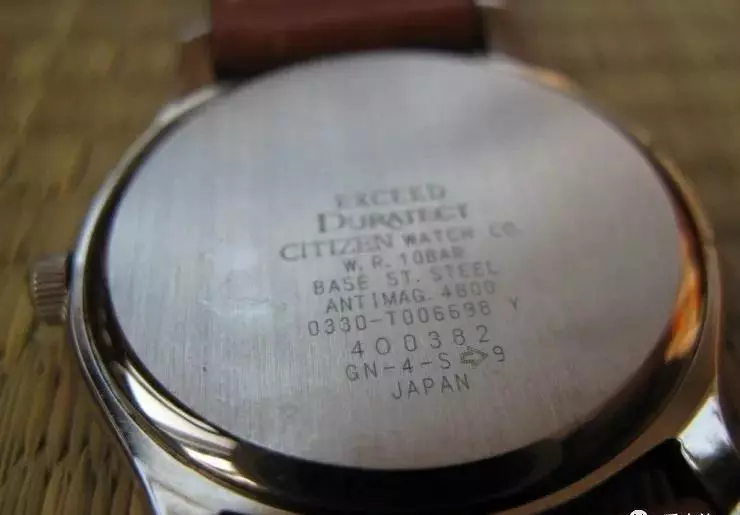 EXCEED
DURATECT
CITIZEN WATCH CO.
W. R. 10BAR
BASE ST. STEEL
ANTIMAG. 4800
0330-T006698 Y
400382
GN-4-S⇨9
JAPAN